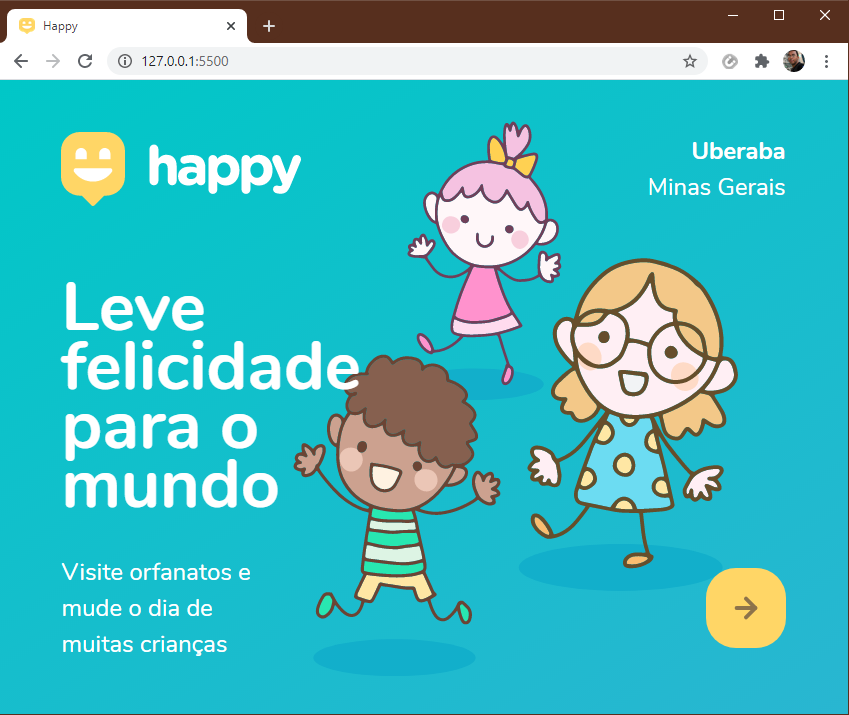 Happy
127.0.0.1:5500
happy
Uberaba
Minas Gerais
Leve
felicidade
para o
mundo
Visite orfanatos e
mude o dia de
muitas crianças